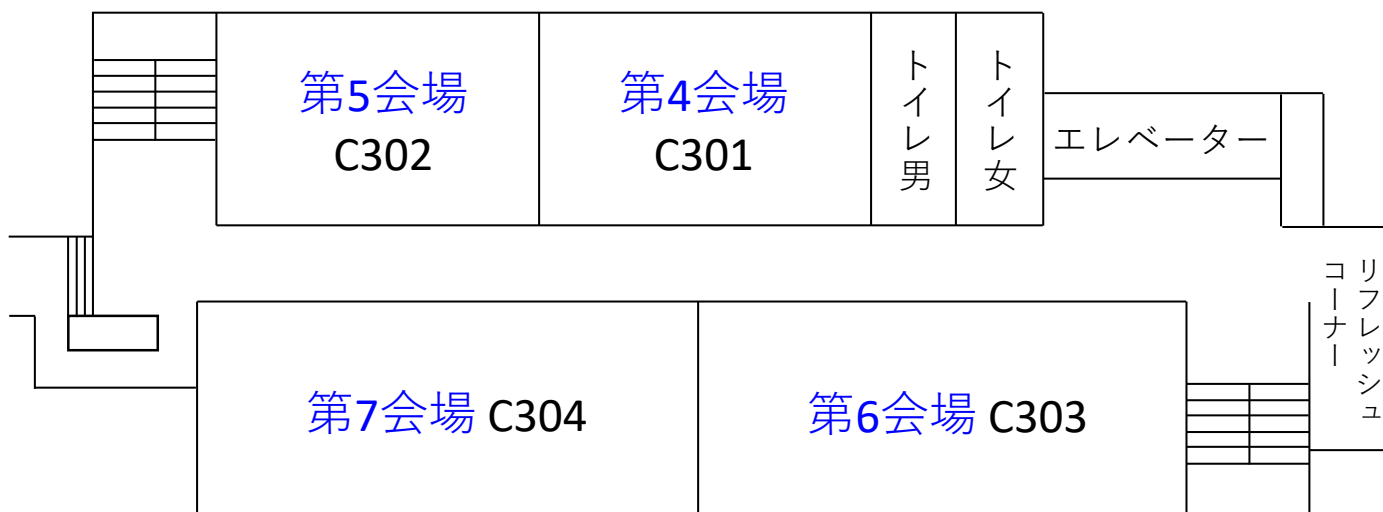 第5会場
C302
第4会場
C301
トイレ男
トイレ女
エレベーター
リフレッシュ
コーナー
第7会場 C304
第6会場 C303